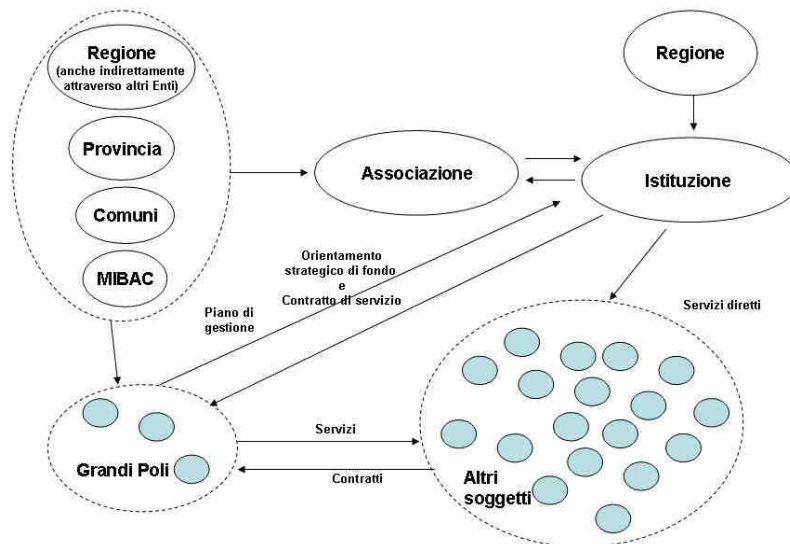 Regione
(anche indirettamente
attraverso altri Enti)
Provincia
Comuni
MIBAC
Associazione
Regione
Istituzione
Orientamento
strategico di fondo
e
Contratto di servizio
Piano di
gestione
Servizi diretti
Grandi Poli
Servizi
Contratti
Altri
soggetti